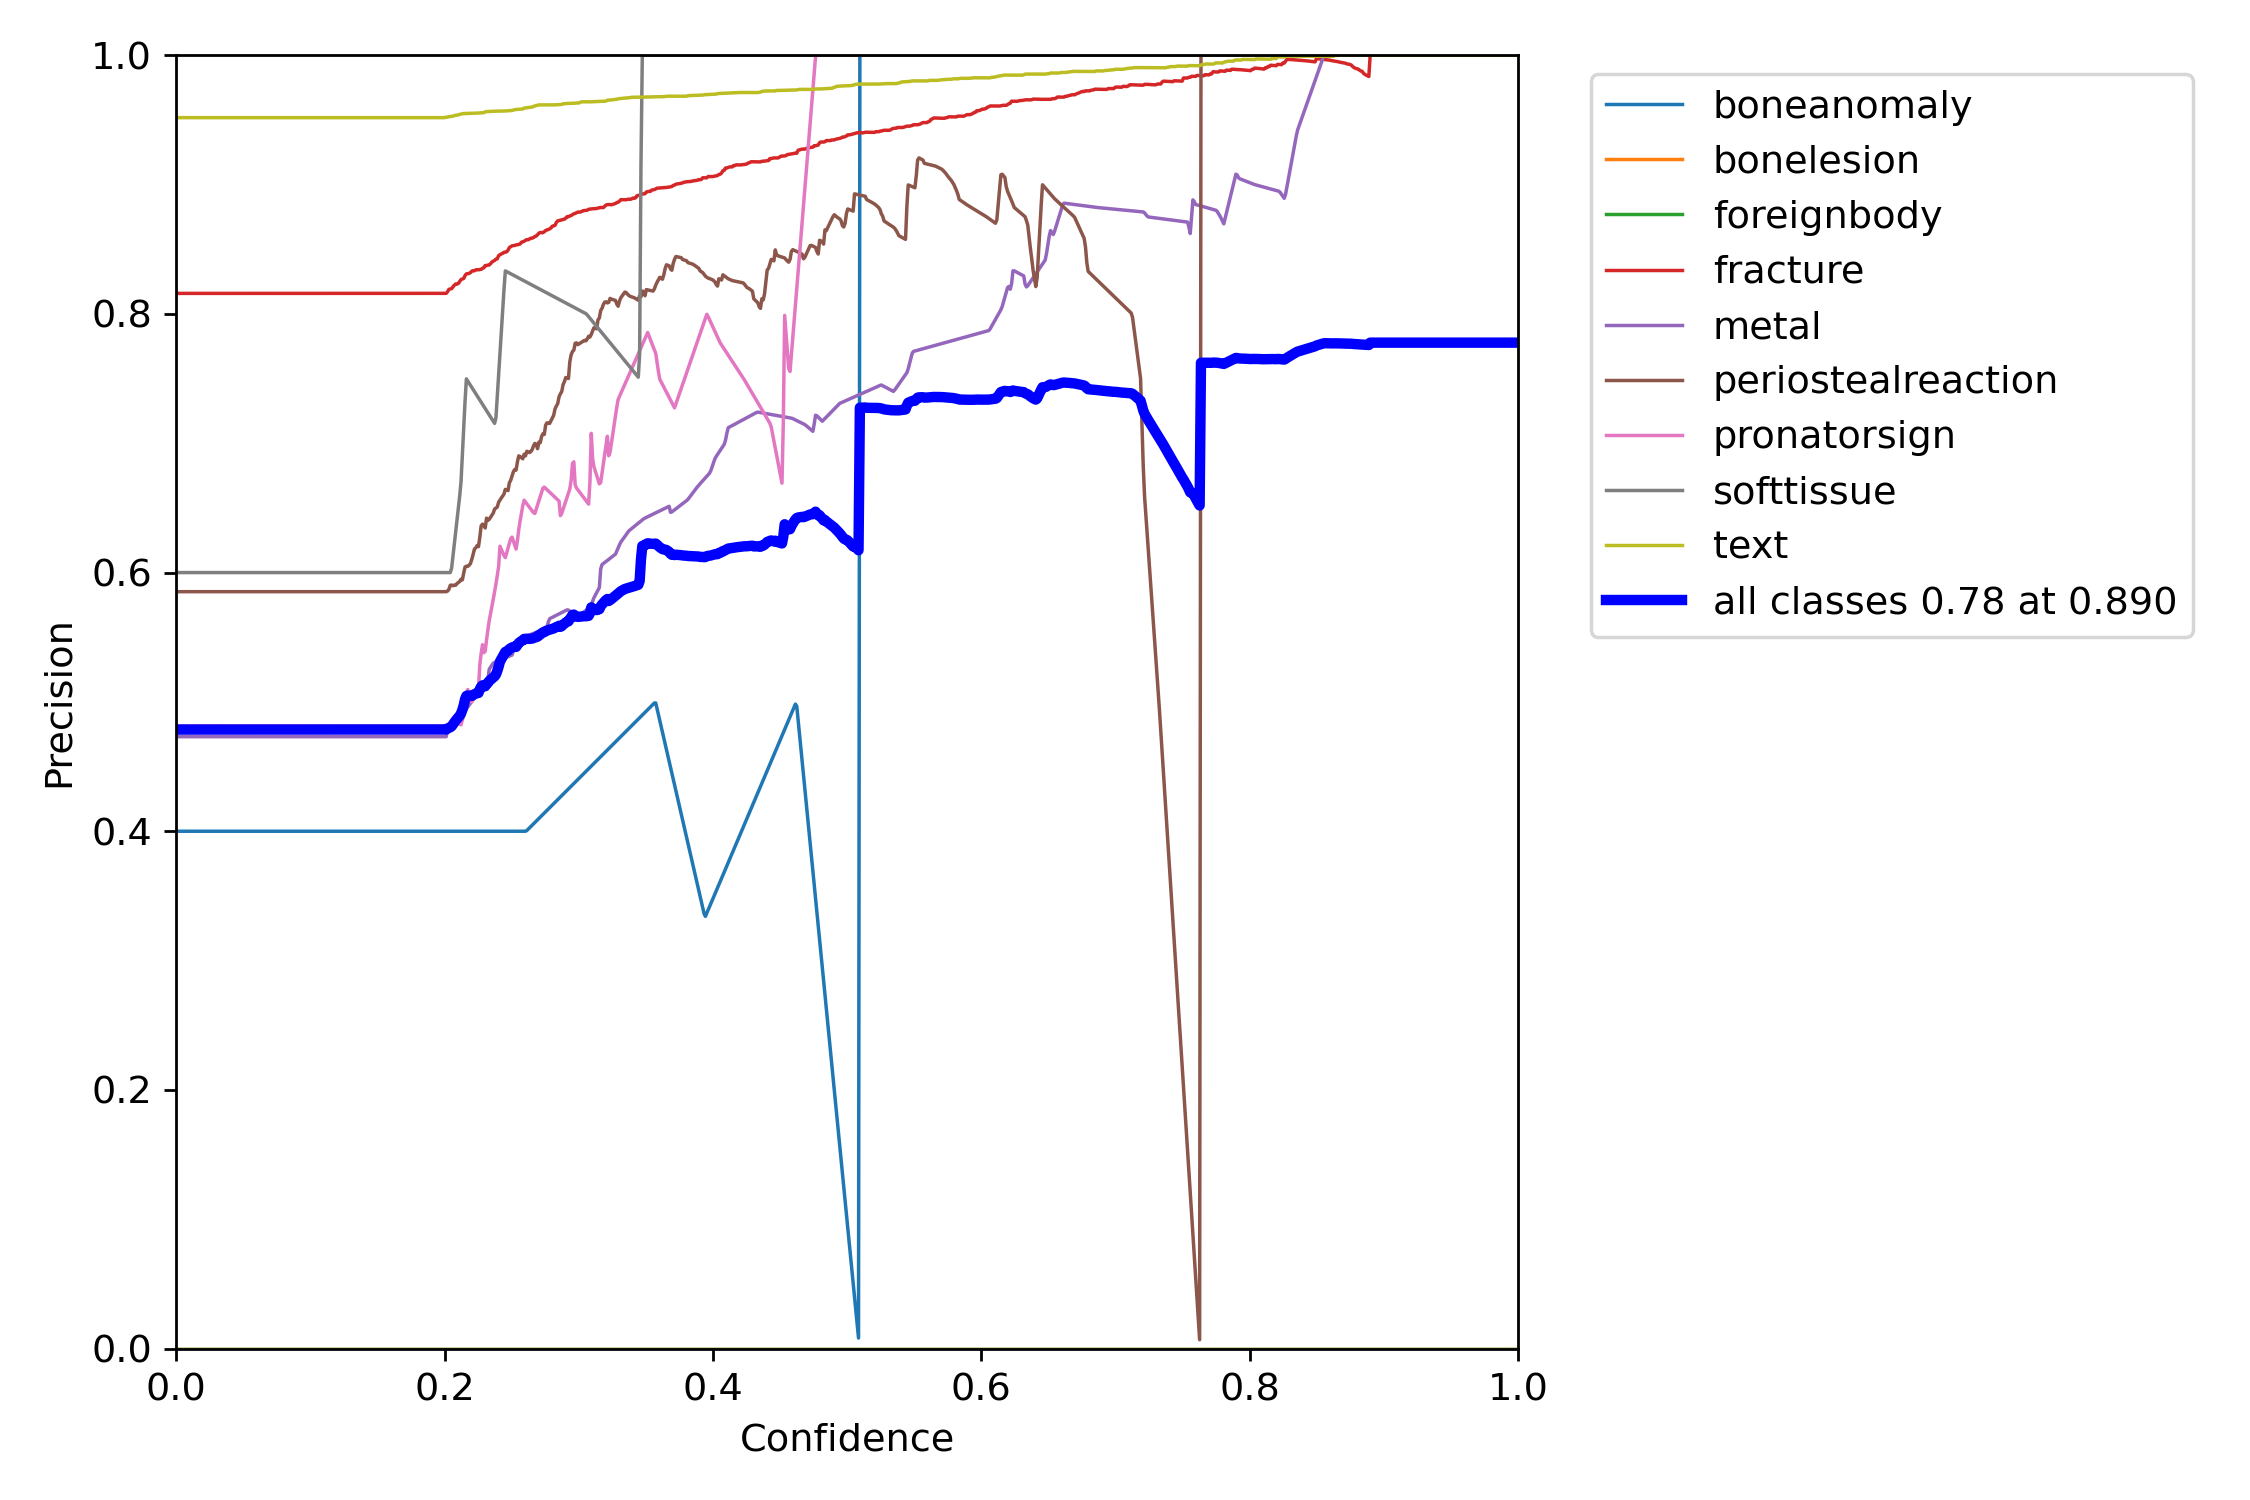 1.0
0.8
0.6
0.4
0.2
0.0
Precision
0.0 0.2 0.4 0.6 0.8 1.0
Confidence
boneanomaly
bonelesion
foreignbody
fracture
metal
periostealreaction
pronatorsign
softtissue
text
all classes 0.78 at 0.890